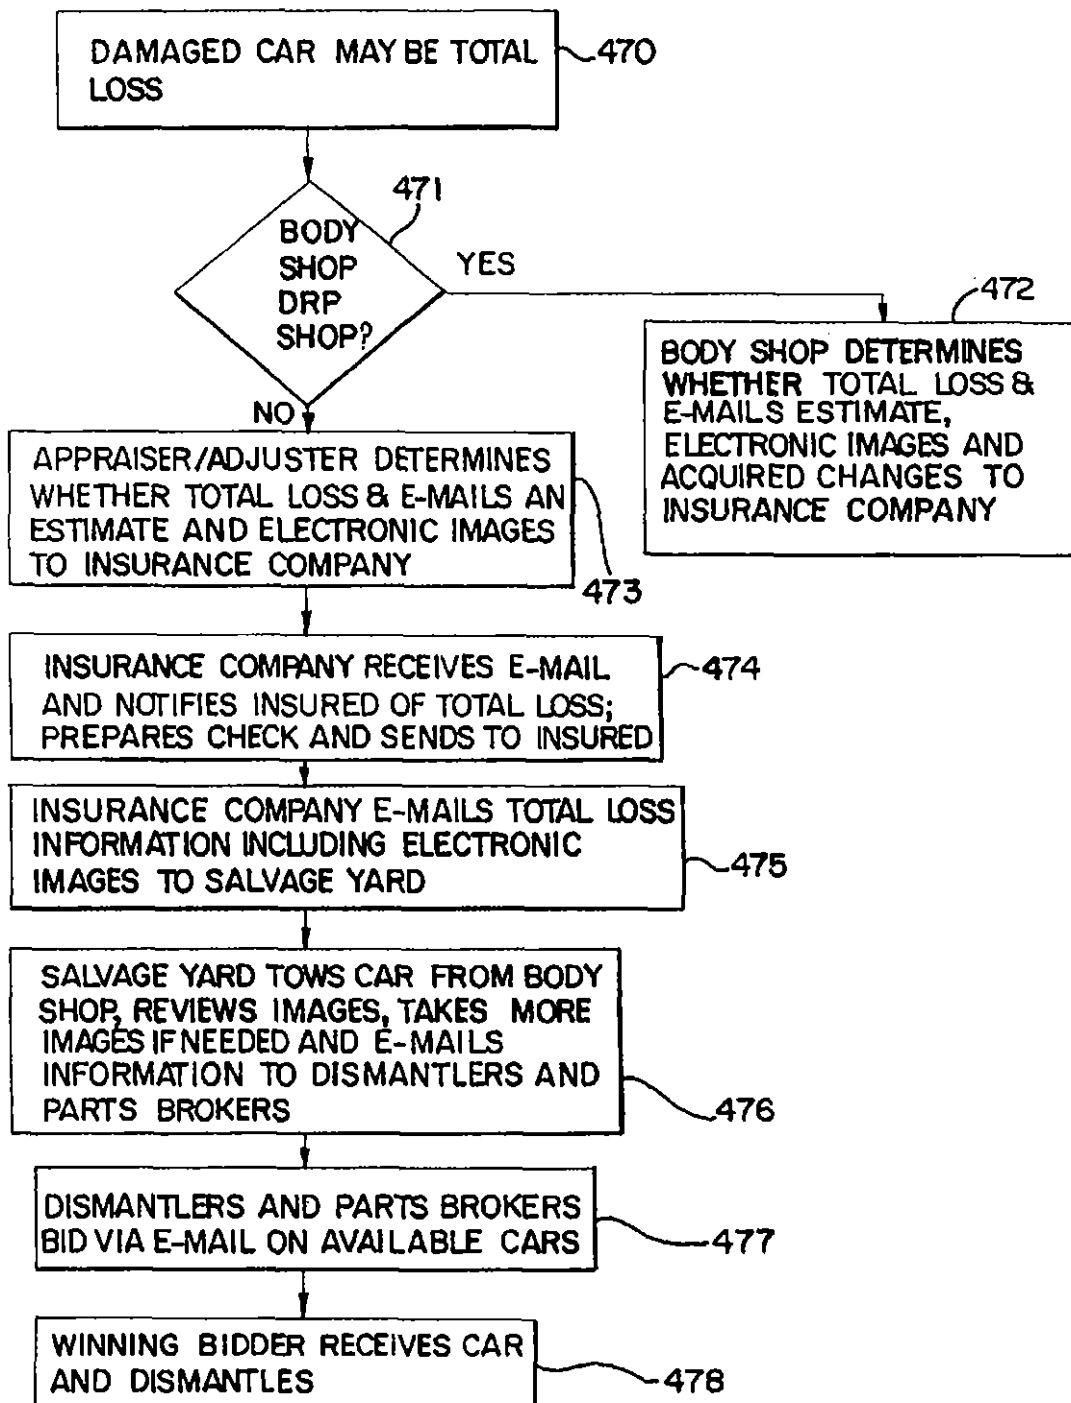 DAMAGED CAR MAY BE TOTAL
LOSS
470
471
BODY
SHOP
DRP
SHOP?
YES
NO
472
BODY SHOP DETERMINES
WHETHER TOTAL LOSS &
E-MAILS ESTIMATE,
ELECTRONIC IMAGES AND
ACQUIRED CHANGES TO
INSURANCE COMPANY
APPRAISER/ADJUSTER DETERMINES
WHETHER TOTAL LOSS & E-MAILS AN
ESTIMATE AND ELECTRONIC IMAGES
TO INSURANCE COMPANY
473
INSURANCE COMPANY RECEIVES E-MAIL
AND NOTIFIES INSURED OF TOTAL LOSS;
PREPARES CHECK AND SENDS TO INSURED
474
INSURANCE COMPANY E-MAILS TOTAL LOSS
INFORMATION INCLUDING ELECTRONIC
IMAGES TO SALVAGE YARD
475
SALVAGE YARD TOWS CAR FROM BODY
SHOP, REVIEWS IMAGES, TAKES MORE
IMAGES IF NEEDED AND E-MAILS
INFORMATION TO DISMANTLERS AND
PARTS BROKERS
476
DISMANTLERS AND PARTS BROKERS
BID VIA E-MAIL ON AVAILABLE CARS
477
WINNING BIDDER RECEIVES CAR
AND DISMANTLES
478